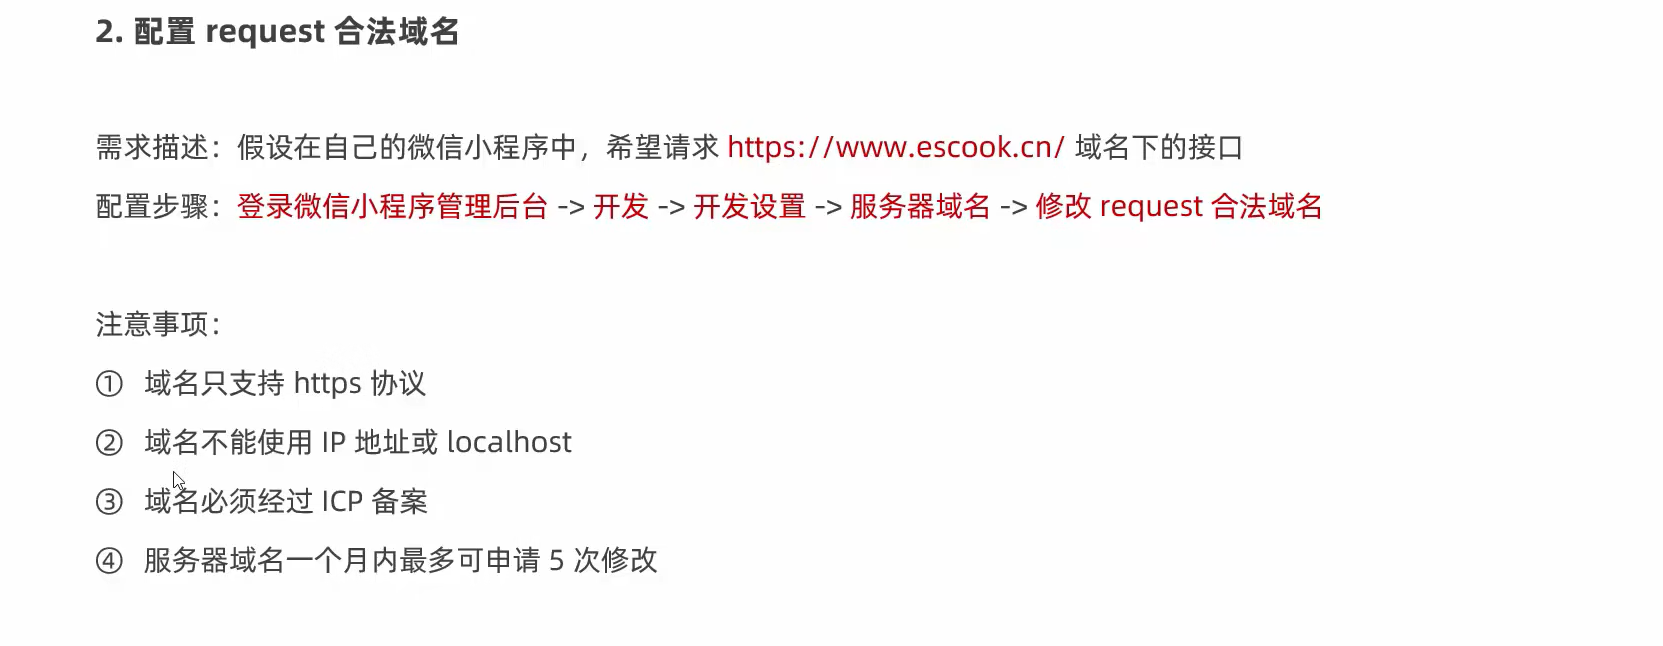 2. 配置 request 合法域名
需求描述：假设在自己的微信小程序中，希望请求 https://www.escook.cn/ 域名下的接口
配置步骤：登录微信小程序管理后台 -> 开发 -> 开发设置 -> 服务器域名 -> 修改 request 合法域名
注意事项：
① 域名只支持 https 协议
② 域名不能使用 IP 地址或 localhost
③ 域名必须经过 ICP 备案
④ 服务器域名一个月内最多可申请 5 次修改